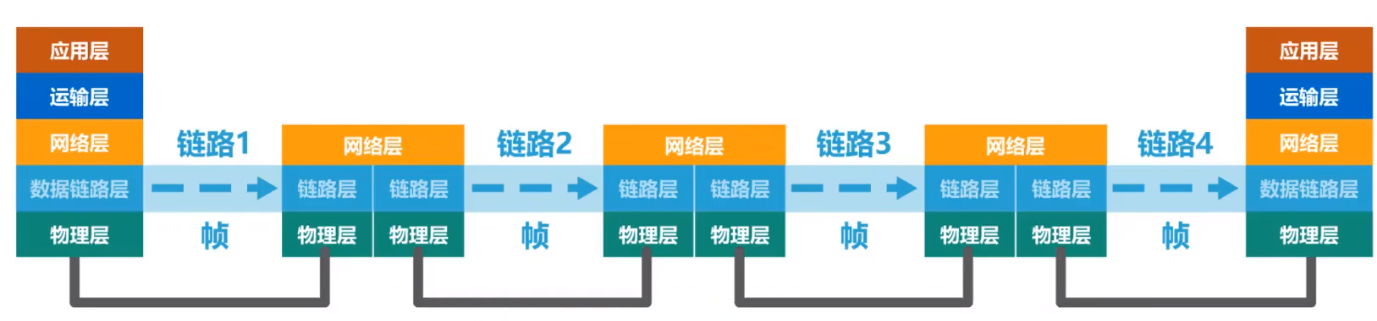 应用层
应用层
运输层
运输层
网络层 链路1 网络层 链路2 网络层 链路3 网络层 链路4 网络层
数据链路层 链路层 链路层 链路层 链路层 链路层 链路层 数据链路层
物理层 帧 物理层 物理层 帧 物理层 物理层 帧 物理层 物理层 帧 物理层